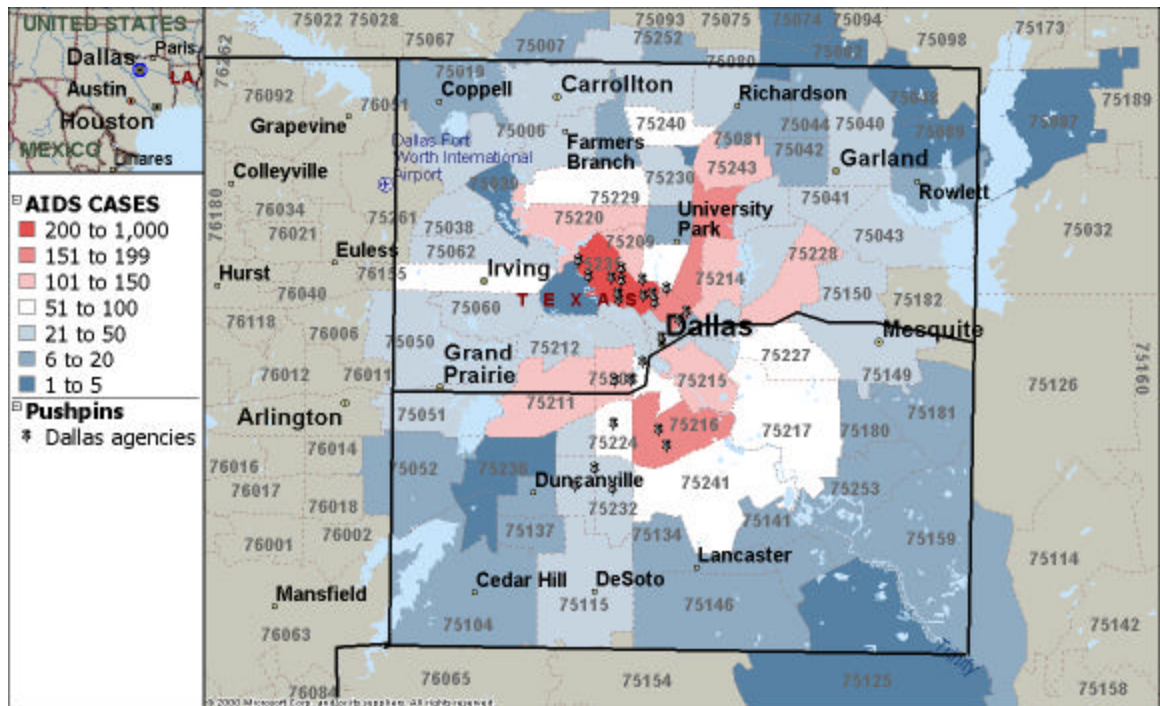 UNITED STATES
Dallas
Paris
LA
Austin
Houston
MEXICO
Linares
AIDS CASES
200 to 1,000
151 to 199
101 to 150
51 to 100
21 to 50
6 to 20
1 to 5
Pushpins
Dallas agencies
75022 75028
75093 75075 75074 75094
75173
76262
75067
75007
75252
75098
75080
75019
Coppell
Carrollton
Richardson
75189
76092
76051
75048
75087
Grapevine
75006
75240
75044 75040
75089
Dallas Fort
Worth International
Airport
Farmers
Branch
75081
75042
Garland
Colleyville
75243
75230
75039
Rowlett
76180
76034
75229
75041
75261
University
Park
76021
75038
75220
75209
75043
75032
Euless
75062
75228
Hurst
76155
Irving
75235
75214
76040
TEXAS
75150
75182
76118
75060
Dallas
Mesquite
76006
75050
75212
75227
Grand
Prairie
75149
76012
76011
75215
75126
75160
Arlington
75051
75211
75181
75216
75217
75180
76014
75224
76016
75052
75236
Duncanville
75241
75253
76017
76018
75232
75141
76002
75137
75134
75159
76001
Lancaster
75114
Mansfield
Cedar Hill
DeSoto
75115
75146
76063
75104
75142
Trinity
76084
76065
75154
75125
75158